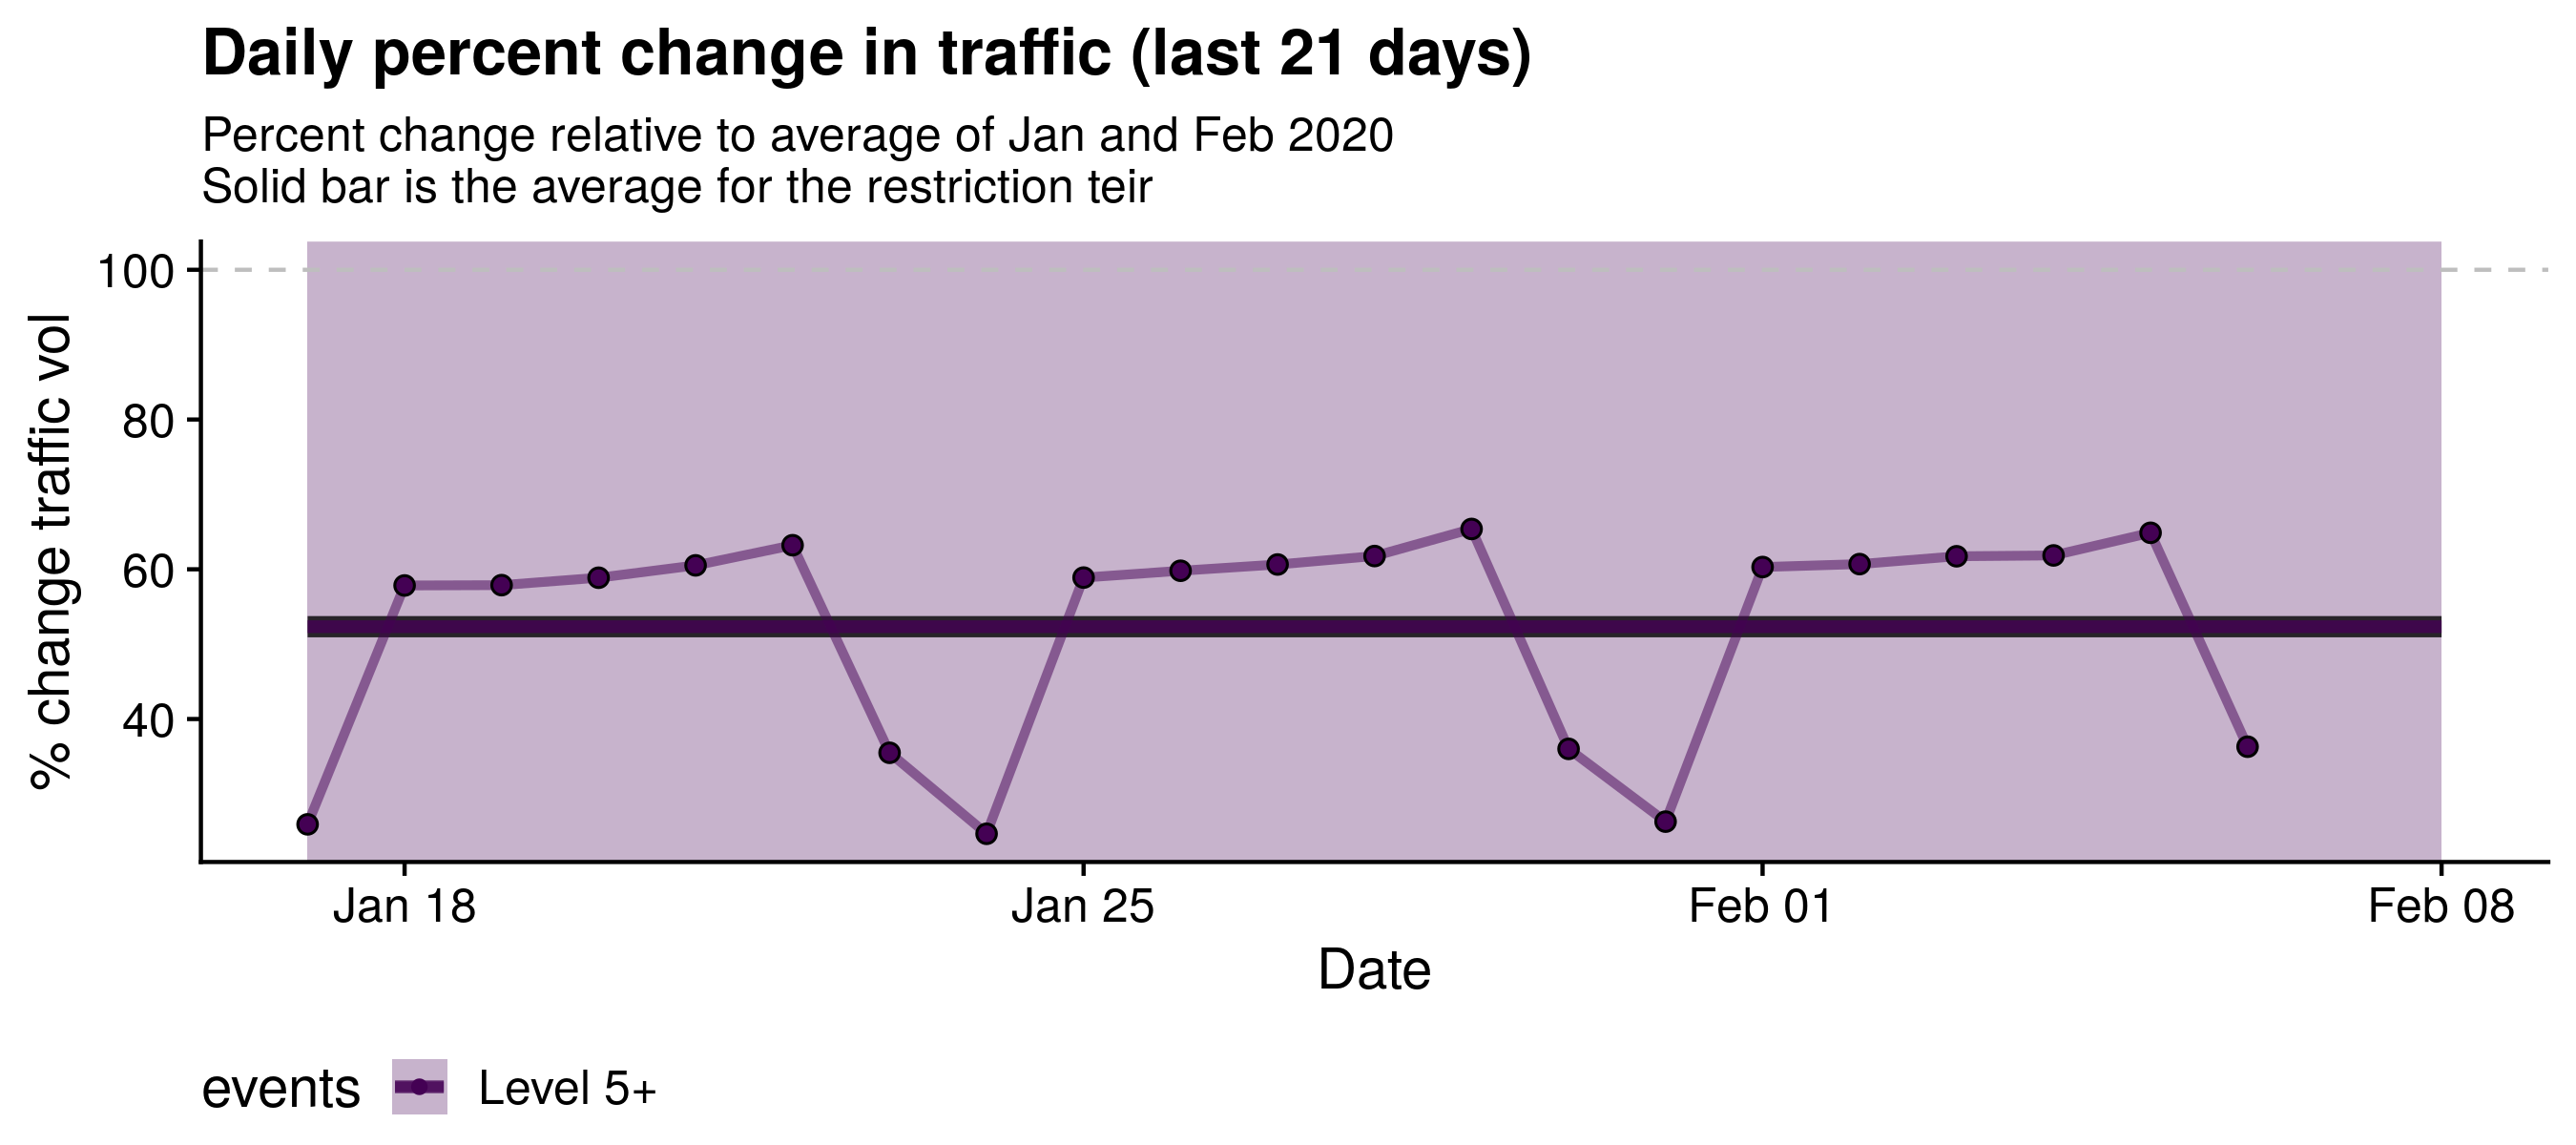 Daily percent change in traffic (last 21 days)
Percent change relative to average of Jan and Feb 2020
Solid bar is the average for the restriction teir
% change traffic vol
100
80
60
40
Jan 18
Jan 25
Feb 01
Feb 08
Date
events
Level 5+